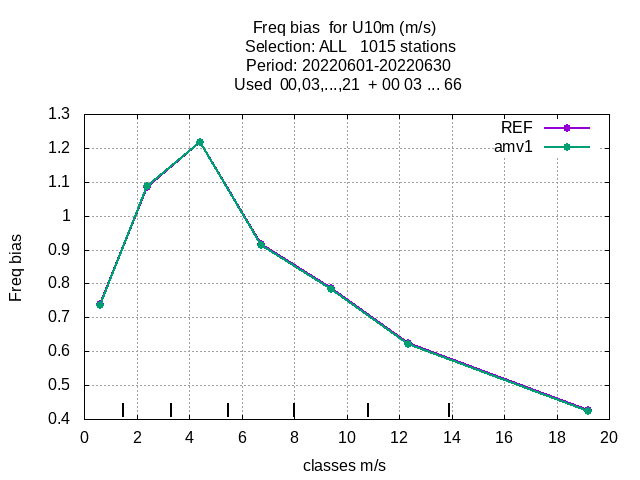 Freq bias  for U10m (m/s)
Selection: ALL   1015 stations
Period: 20220601-20220630
Used  00,03,...,21  + 00 03 ... 66
REF
amv1
1.3
1.2
1.1
1
0.9
0.8
0.7
0.6
0.5
0.4
Freq bias
0 2 4 6 8 10 12 14 16 18 20
classes m/s